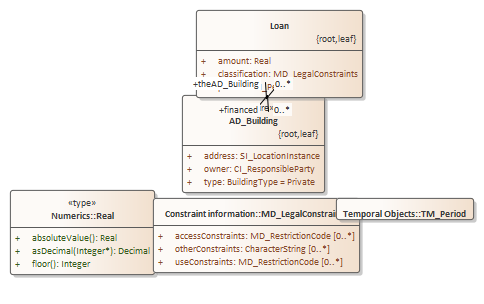 Loan
{root,leaf}
+ amount: Real
+ classification: MD_LegalConstraints
+theAD_Building 0..*
+financed 0..*
AD_Building
{root,leaf}
+ address: SI_LocationInstance
+ owner: CI_ResponsibleParty
+ type: BuildingType = Private
«type»
Numerics::Real
+ absoluteValue(): Real
+ asDecimal(Integer*): Decimal
+ floor(): Integer
Constraint information::MD_LegalConstrain
+ accessConstraints: MD_RestrictionCode [0..*]
+ otherConstraints: CharacterString [0..*]
+ useConstraints: MD_RestrictionCode [0..*]
Temporal Objects::TM_Period